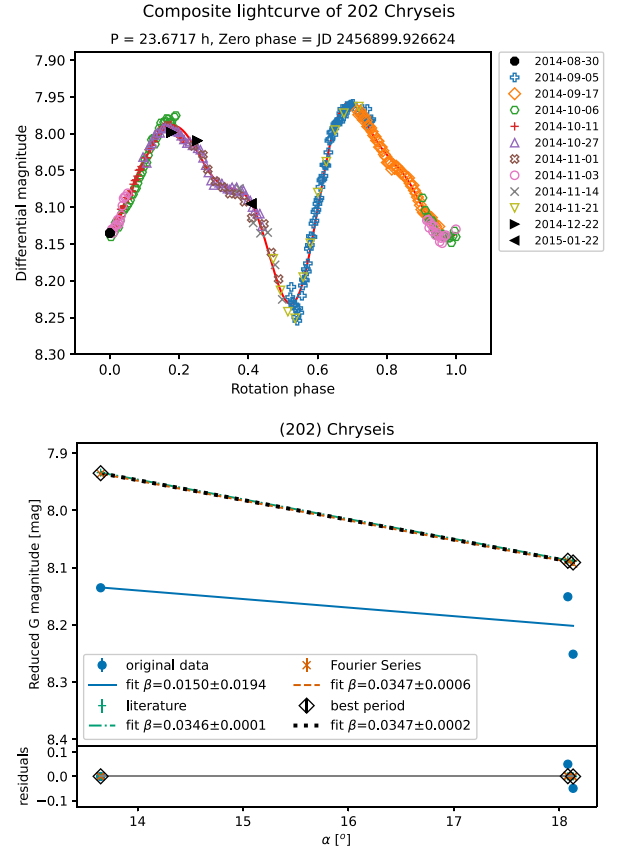 Composite lightcurve of 202 Chryseis
P = 23.6717 h, Zero phase = JD 2456899.926624
7.90
7.95
8.00
8.05
8.10
8.15
8.20
8.25
8.30
Differential magnitude
0.0 0.2 0.4 0.6 0.8 1.0
Rotation phase
2014-08-30
2014-09-05
2014-09-17
2014-10-06
2014-10-11
2014-10-27
2014-11-01
2014-11-03
2014-11-14
2014-11-21
2014-12-22
2015-01-22
(202) Chryseis
7.9
8.0
8.1
8.2
8.3
8.4
Reduced G magnitude [mag]
original data
fit β=0.0150±0.0194
literature
fit β=0.0346±0.0001
Fourier Series
fit β=0.0347±0.0006
best period
fit β=0.0347±0.0002
0.1
0.0
−0.1
residuals
14 15 16 17 18
α [°]